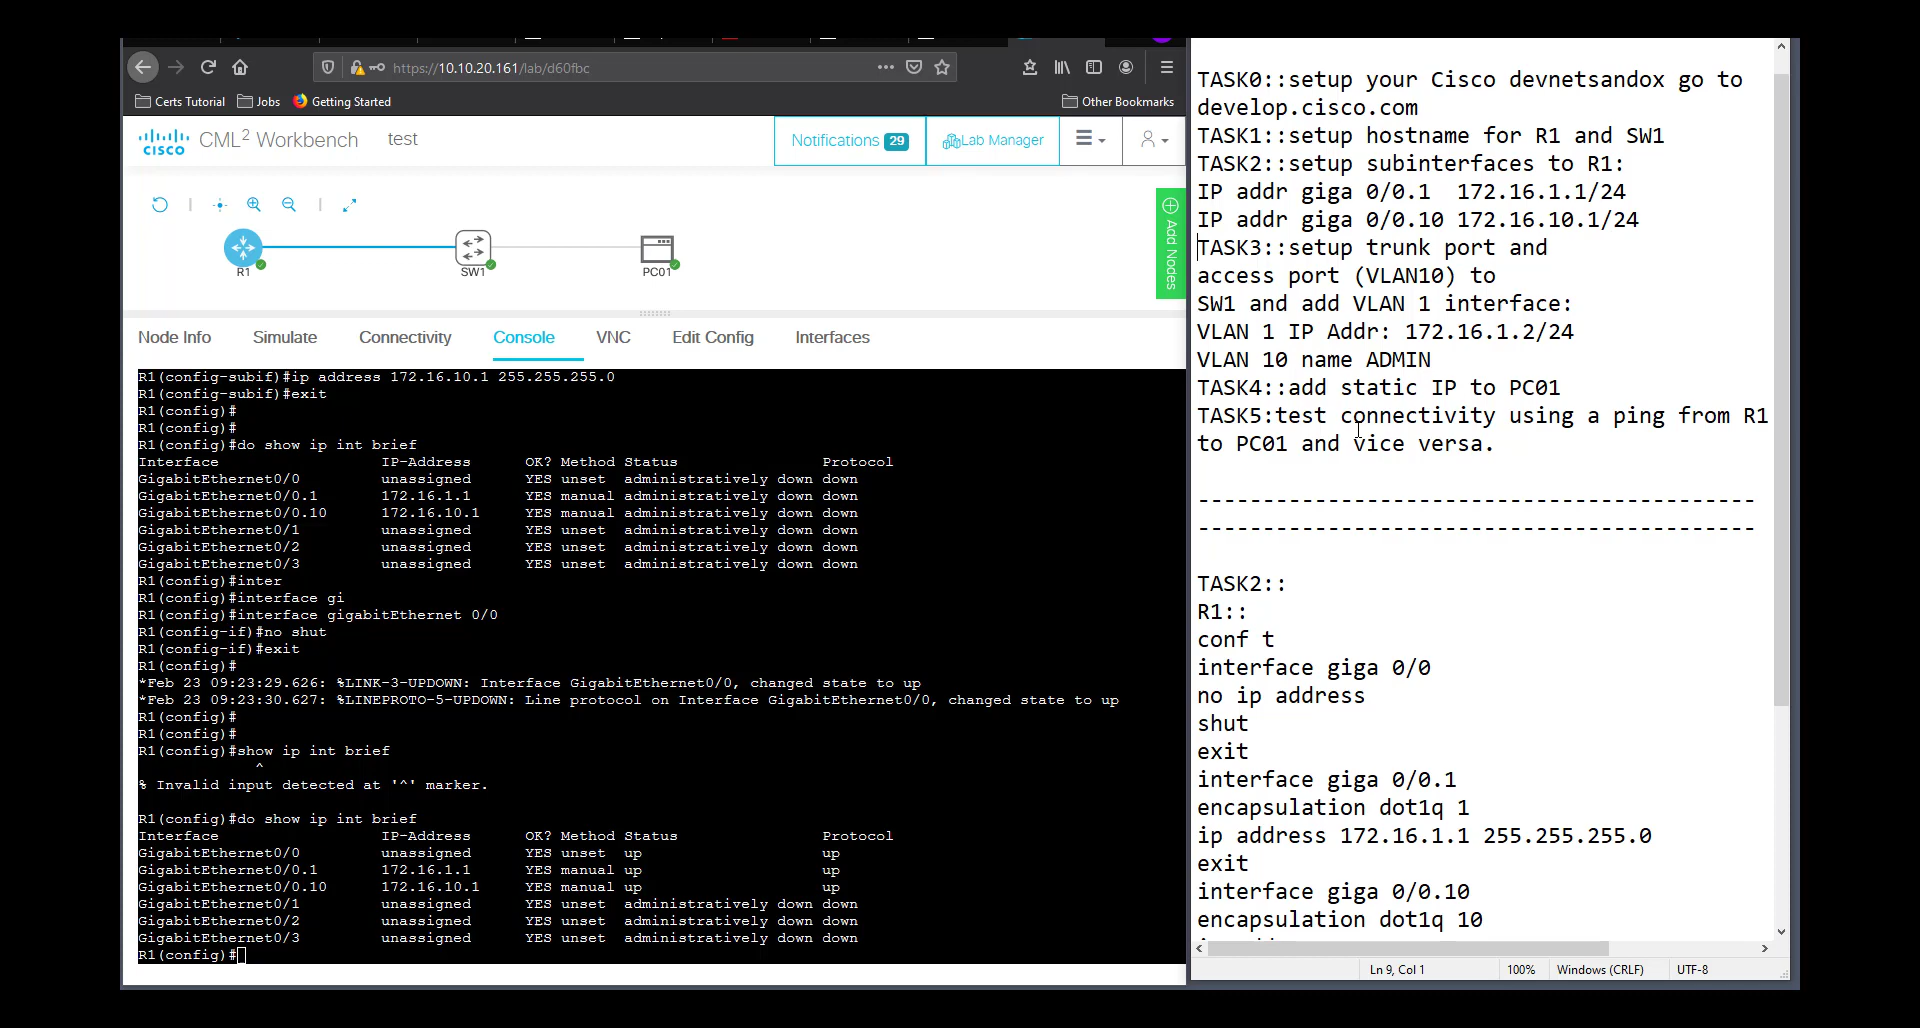 https://10.10.20.161/lab/d60fbc
Certs Tutorial Jobs Getting Started Other Bookmarks
CISCO CML2 Workbench test Notifications 29 Lab Manager
Add Nodes
R1 SW1 PC01
Node Info Simulate Connectivity Console VNC Edit Config Interfaces
R1(config-subif)#ip address 172.16.10.1 255.255.255.0
R1(config-subif)#exit
R1(config)#
R1(config)#
R1(config)#do show ip int brief
Interface IP-Address OK? Method Status Protocol
GigabitEthernet0/0 unassigned YES unset administratively down down
GigabitEthernet0/0.1 172.16.1.1 YES manual administratively down down
GigabitEthernet0/0.10 172.16.10.1 YES manual administratively down down
GigabitEthernet0/1 unassigned YES unset administratively down down
GigabitEthernet0/2 unassigned YES unset administratively down down
GigabitEthernet0/3 unassigned YES unset administratively down down
R1(config)#inter
R1(config)#interface gi
R1(config)#interface gigabitEthernet 0/0
R1(config-if)#no shut
R1(config-if)#exit
R1(config)#
*Feb 23 09:23:29.626: %LINK-3-UPDOWN: Interface GigabitEthernet0/0, changed state to up
*Feb 23 09:23:30.627: %LINEPROTO-5-UPDOWN: Line protocol on Interface GigabitEthernet0/0, changed state to up
R1(config)#
R1(config)#
R1(config)#show ip int brief
^
% Invalid input detected at '^' marker.
R1(config)#do show ip int brief
Interface IP-Address OK? Method Status Protocol
GigabitEthernet0/0 unassigned YES unset up up
GigabitEthernet0/0.1 172.16.1.1 YES manual up up
GigabitEthernet0/0.10 172.16.10.1 YES manual up up
GigabitEthernet0/1 unassigned YES unset administratively down down
GigabitEthernet0/2 unassigned YES unset administratively down down
GigabitEthernet0/3 unassigned YES unset administratively down down
R1(config)#
TASK0::setup your Cisco devnetsandox go to
develop.cisco.com
TASK1::setup hostname for R1 and SW1
TASK2::setup subinterfaces to R1:
IP addr giga 0/0.1 172.16.1.1/24
IP addr giga 0/0.10 172.16.10.1/24
TASK3::setup trunk port and
access port (VLAN10) to
SW1 and add VLAN 1 interface:
VLAN 1 IP Addr: 172.16.1.2/24
VLAN 10 name ADMIN
TASK4::add static IP to PC01
TASK5:test connectivity using a ping from R1
to PC01 and vice versa.
-------------------------------------------
-------------------------------------------
TASK2::
R1::
conf t
interface giga 0/0
no ip address
shut
exit
interface giga 0/0.1
encapsulation dot1q 1
ip address 172.16.1.1 255.255.255.0
exit
interface giga 0/0.10
encapsulation dot1q 10
Ln 9, Col 1 100% Windows (CRLF) UTF-8